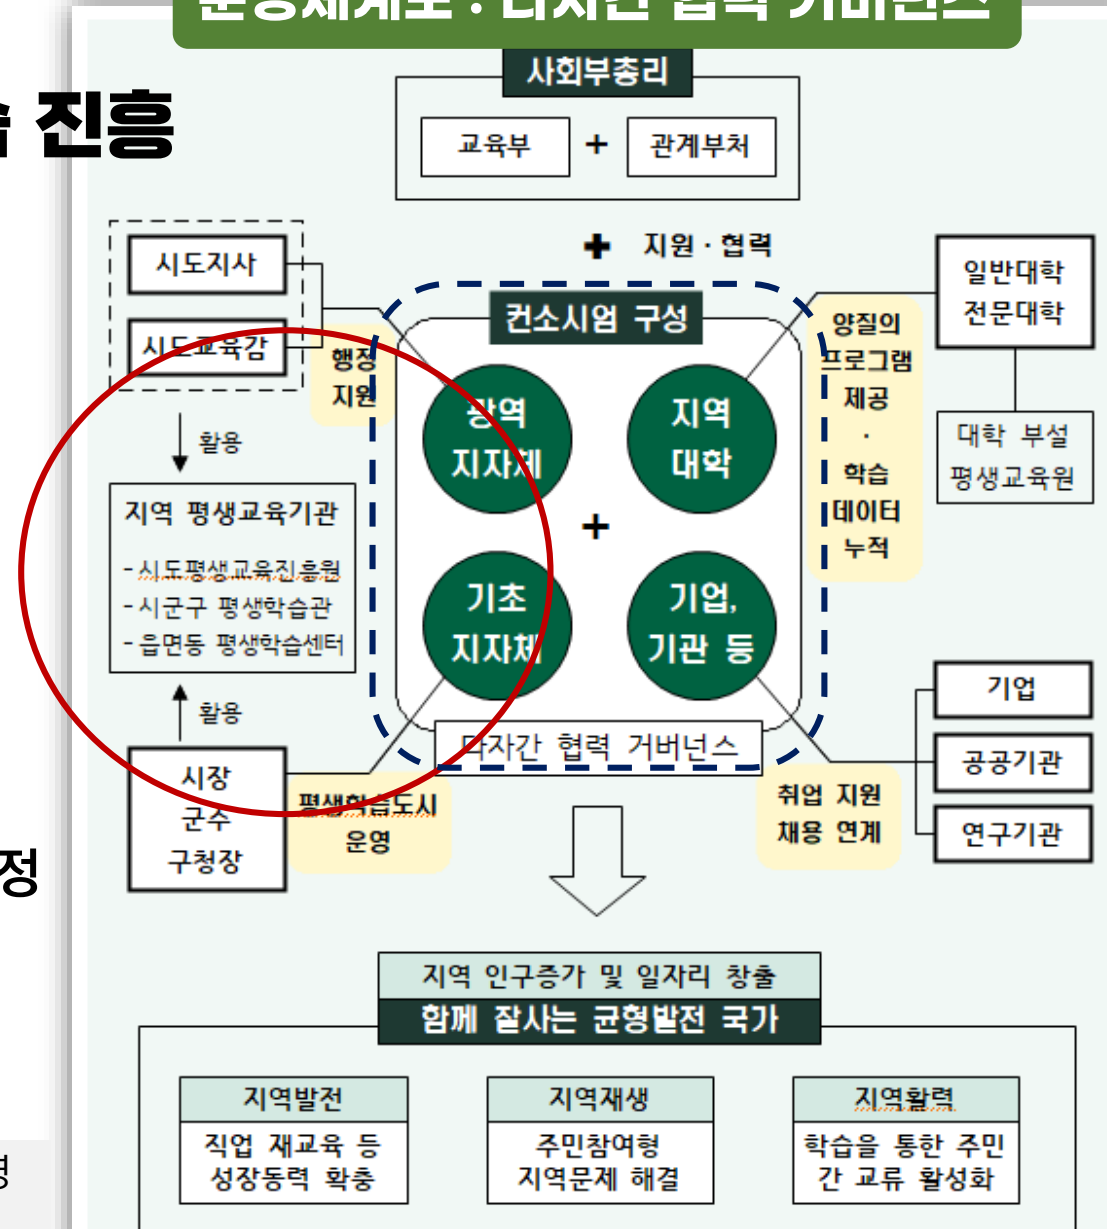 운영체계도 : 다자간 협력 거버넌스
진흥
사회부총리
교육부 + 관계부처
+ 지원 · 협력
시도지사
시도교육감
행정
지원
활용
지역 평생교육기관
- 시도평생교육진흥원
- 시군구 평생학습관
- 읍면동 평생학습센터
활용
시장
군수
구청장
평생학습도시
운영
컨소시엄 구성
광역
지자체
지역
대학
+
기초
지자체
기업,
기관 등
다자간 협력 거버넌스
양질의
프로그램
제공
·
학습
데이터
누적
일반대학
전문대학
대학 부설
평생교육원
취업 지원
채용 연계
기업
공공기관
연구기관
정
지역 인구증가 및 일자리 창출
함께 잘사는 균형발전 국가
지역발전
직업 재교육 등
성장동력 확충
지역재생
주민참여형
지역문제 해결
지역활력
학습을 통한 주민
간 교류 활성화